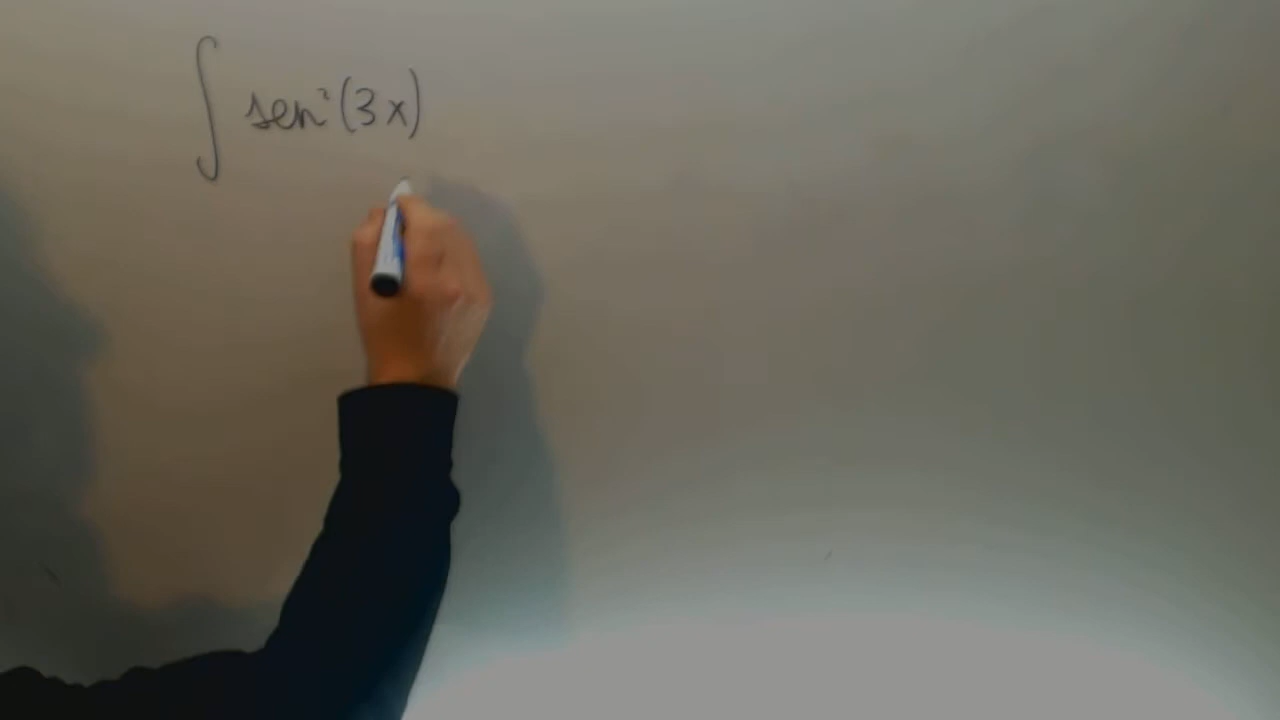 ∫ sen²(3x)